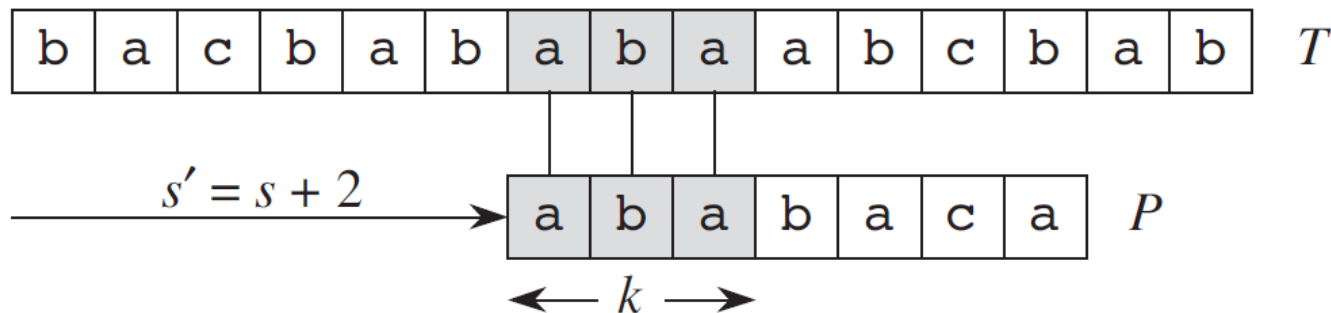 b a c b a b a b a a b c b a b T
s′ = s + 2
a b a b a c a P
k